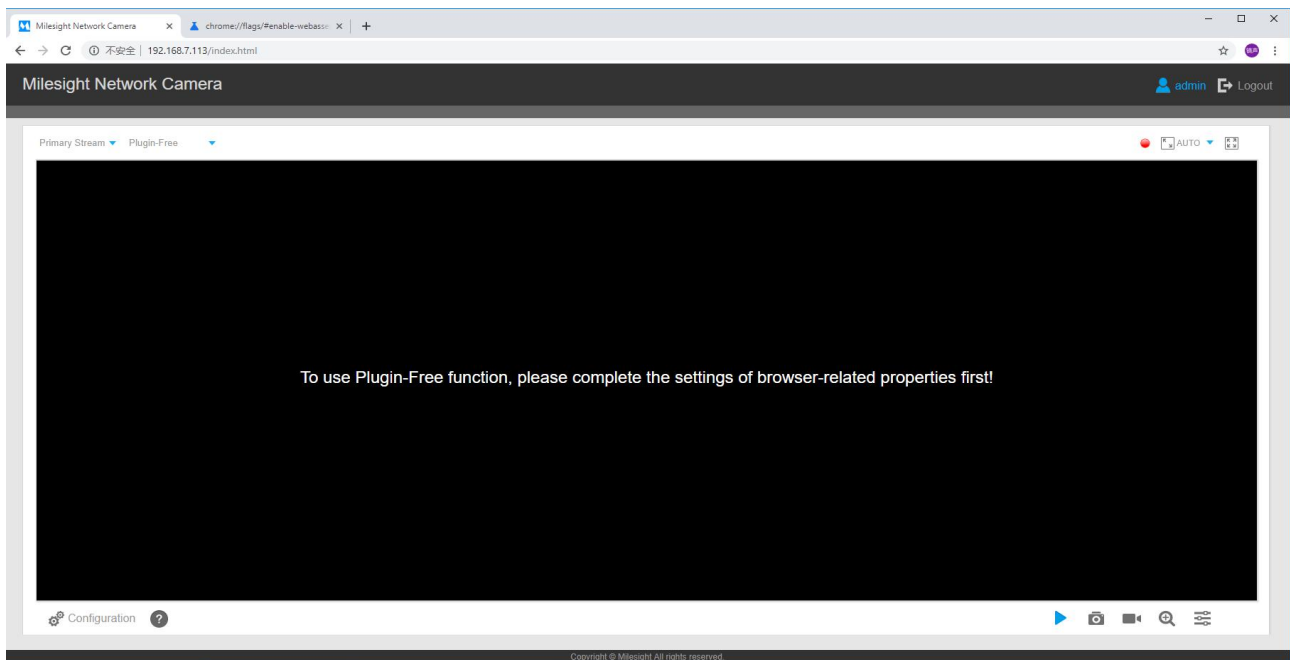 Milesight Network Camera
chrome://flags/#enable-webasse
不安全 | 192.168.7.113/index.html
Milesight Network Camera
admin Logout
Primary Stream Plugin-Free
AUTO
To use Plugin-Free function, please complete the settings of browser-related properties first!
Configuration ?
Copyright © Milesight All rights reserved.